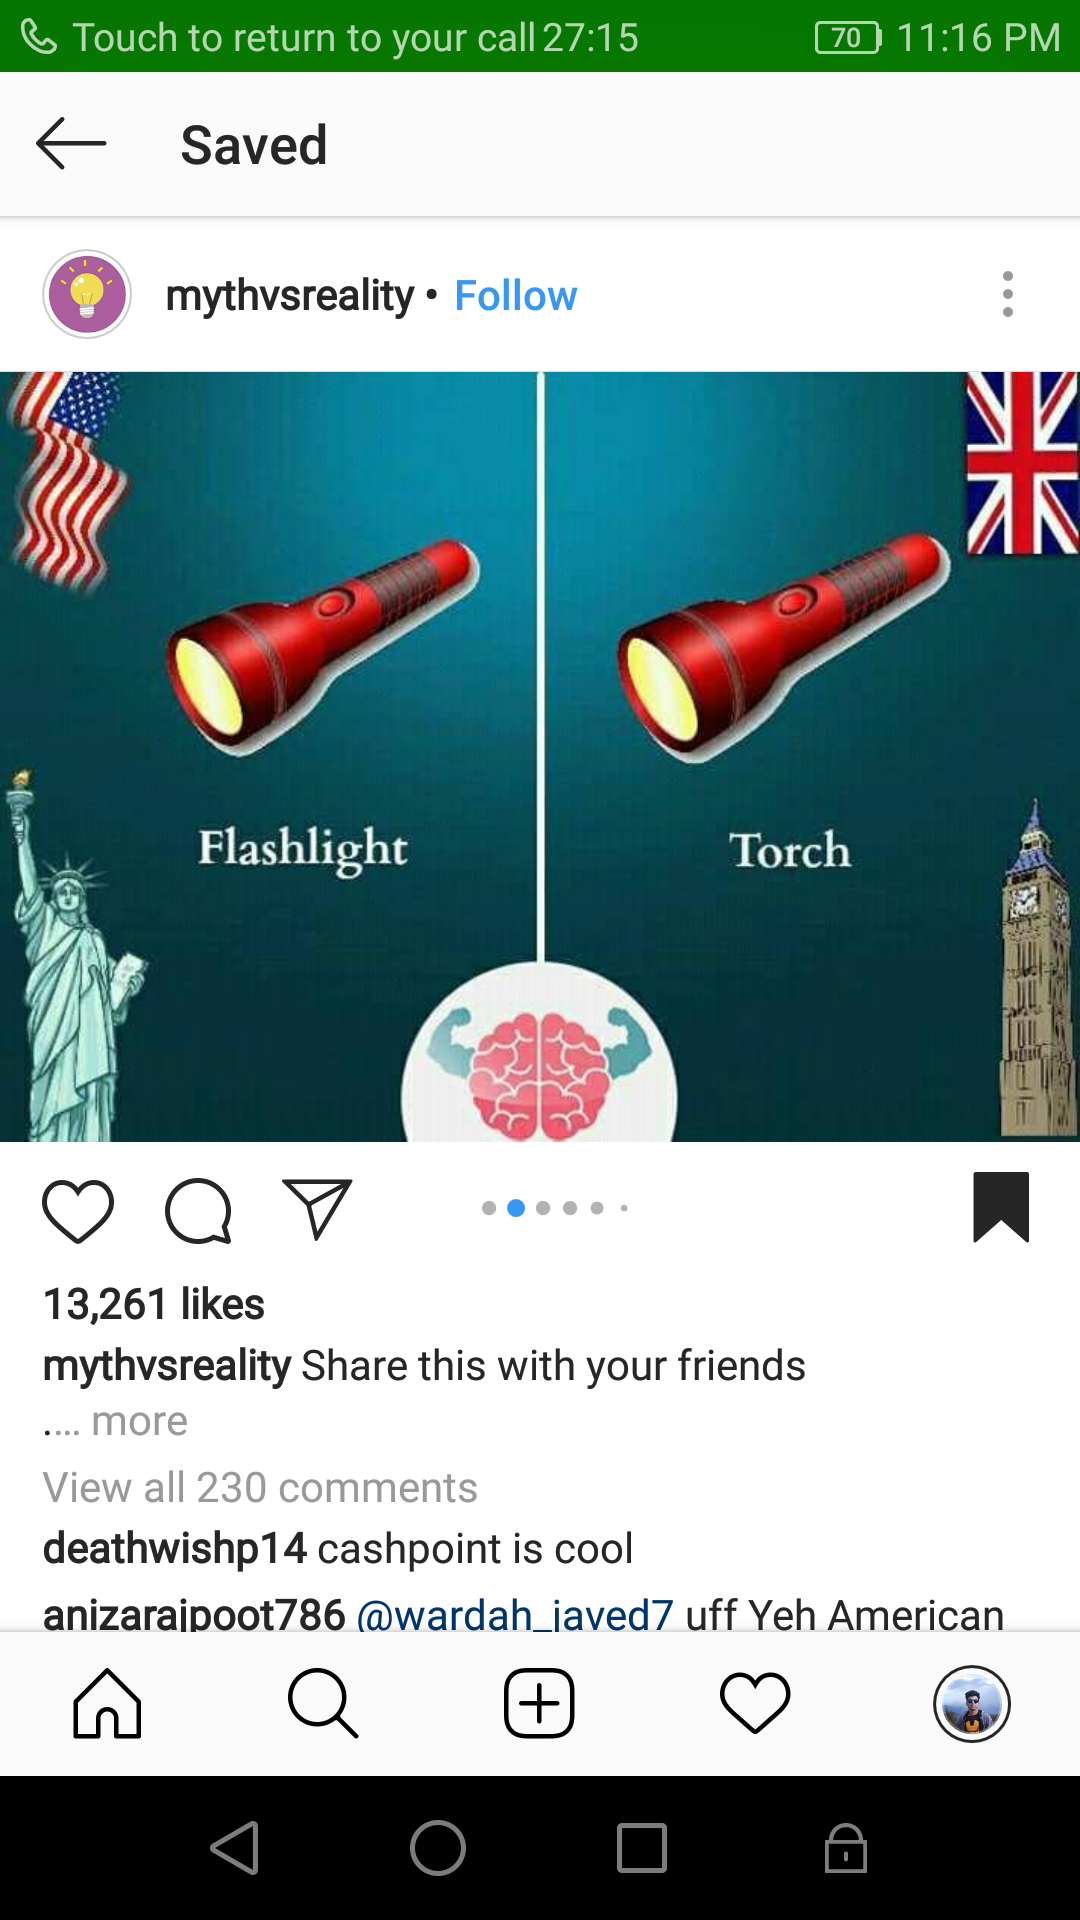 Touch to return to your call 27:15 70 11:16 PM
Saved
mythvsreality • Follow
Flashlight
Torch
13,261 likes
mythvsreality Share this with your friends
.... more
View all 230 comments
deathwishp14 cashpoint is cool
anizarajpoot786 @wardah_javed7 uff Yeh American